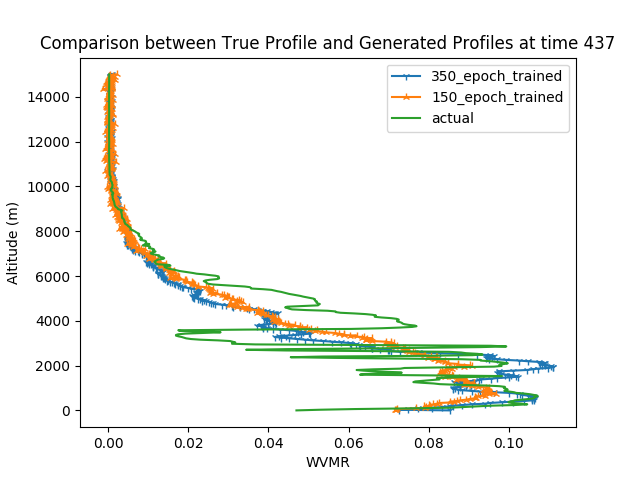 Comparison between True Profile and Generated Profiles at time 437
350_epoch_trained
150_epoch_trained
actual
14000
12000
10000
8000
6000
4000
2000
0
Altitude (m)
0.00 0.02 0.04 0.06 0.08 0.10
WVMR